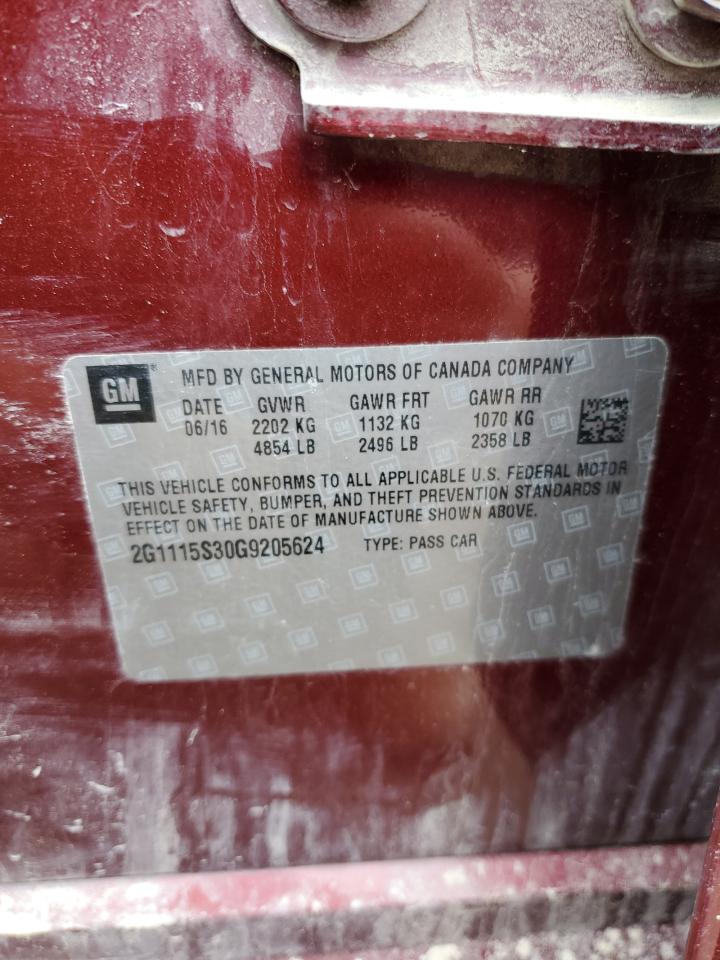 GM
MFD BY GENERAL MOTORS OF CANADA COMPANY
DATE GVWR GAWR FRT GAWR RR
06/16 2202 KG 1132 KG 1070 KG
4854 LB 2496 LB 2358 LB
THIS VEHICLE CONFORMS TO ALL APPLICABLE U.S. FEDERAL MOTOR
VEHICLE SAFETY, BUMPER, AND THEFT PREVENTION STANDARDS IN
EFFECT ON THE DATE OF MANUFACTURE SHOWN ABOVE.
2G1115S30G9205624 TYPE: PASS CAR